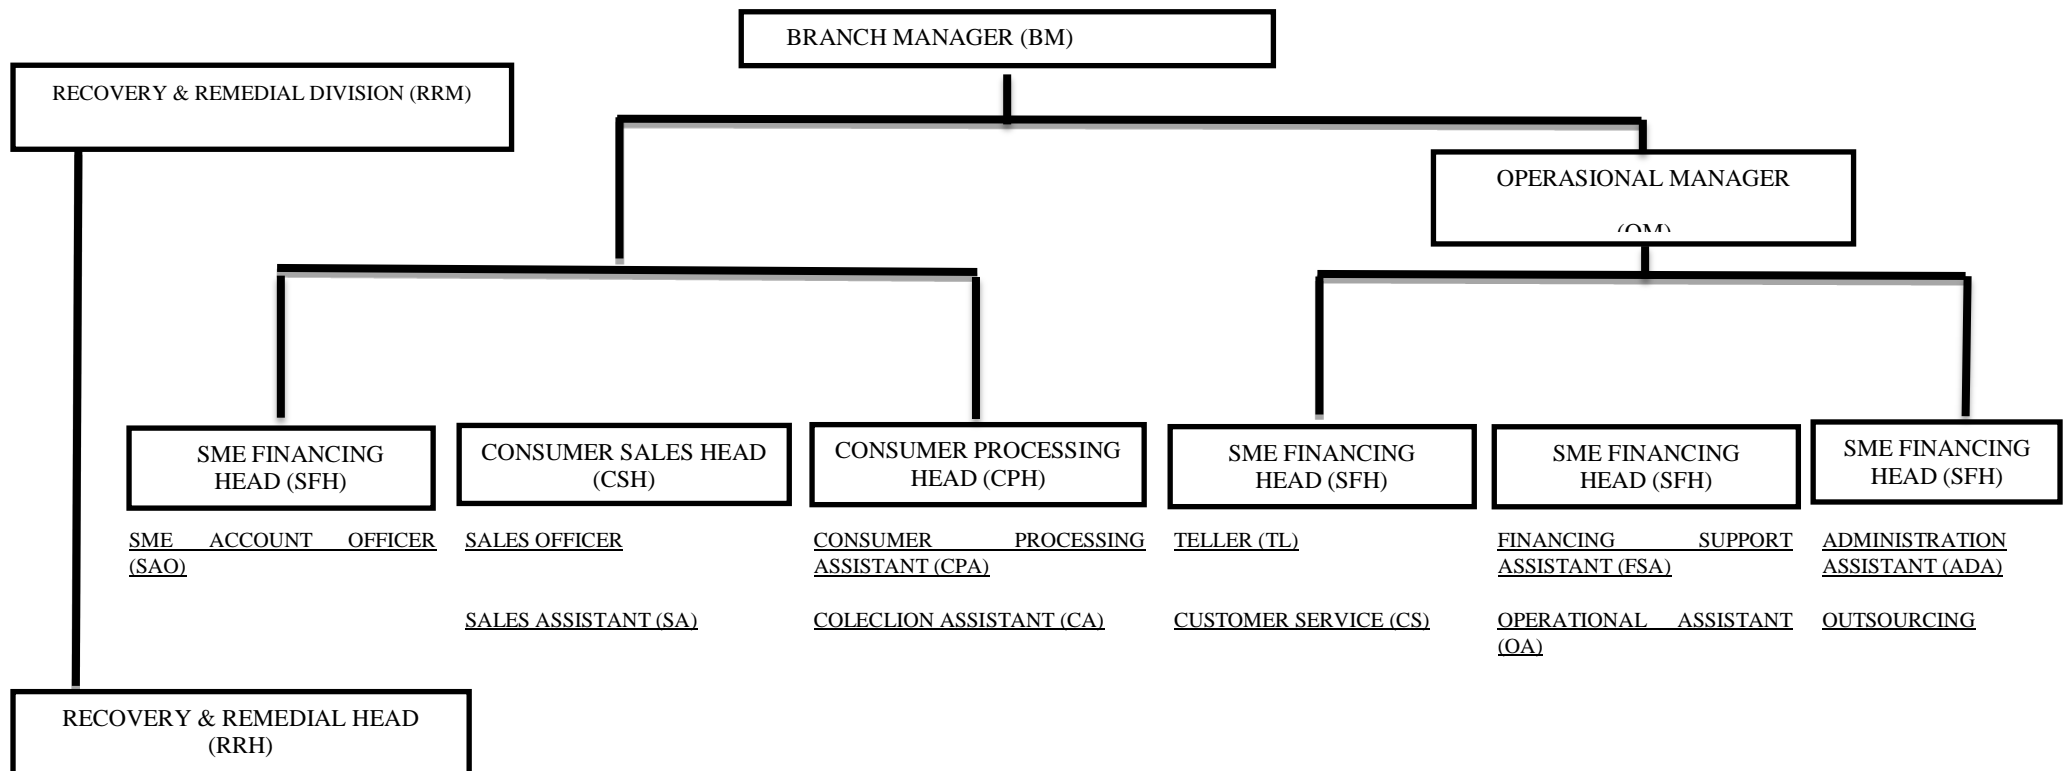 BRANCH MANAGER (BM)
RECOVERY & REMEDIAL DIVISION (RRM)
OPERASIONAL MANAGER
(OM)
SME FINANCING
HEAD (SFH)
CONSUMER SALES HEAD
(CSH)
CONSUMER PROCESSING
HEAD (CPH)
SME FINANCING
HEAD (SFH)
SME FINANCING
HEAD (SFH)
SME FINANCING
HEAD (SFH)
SME ACCOUNT OFFICER
(SAO)
SALES OFFICER
SALES ASSISTANT (SA)
CONSUMER PROCESSING
ASSISTANT (CPA)
COLECLION ASSISTANT (CA)
TELLER (TL)
CUSTOMER SERVICE (CS)
FINANCING SUPPORT
ASSISTANT (FSA)
OPERATIONAL ASSISTANT
(OA)
ADMINISTRATION
ASSISTANT (ADA)
OUTSOURCING
RECOVERY & REMEDIAL HEAD
(RRH)